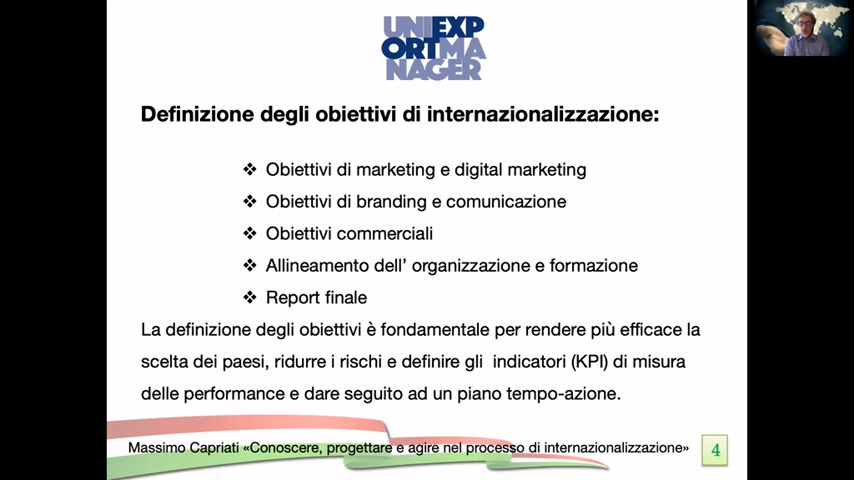 UNIEXP
ORTMA
NAGER
Definizione degli obiettivi di internazionalizzazione:
❖ Obiettivi di marketing e digital marketing
❖ Obiettivi di branding e comunicazione
❖ Obiettivi commerciali
❖ Allineamento dell’ organizzazione e formazione
❖ Report finale
La definizione degli obiettivi è fondamentale per rendere più efficace la
scelta dei paesi, ridurre i rischi e definire gli indicatori (KPI) di misura
delle performance e dare seguito ad un piano tempo-azione.
Massimo Capriati «Conoscere, progettare e agire nel processo di internazionalizzazione»
4